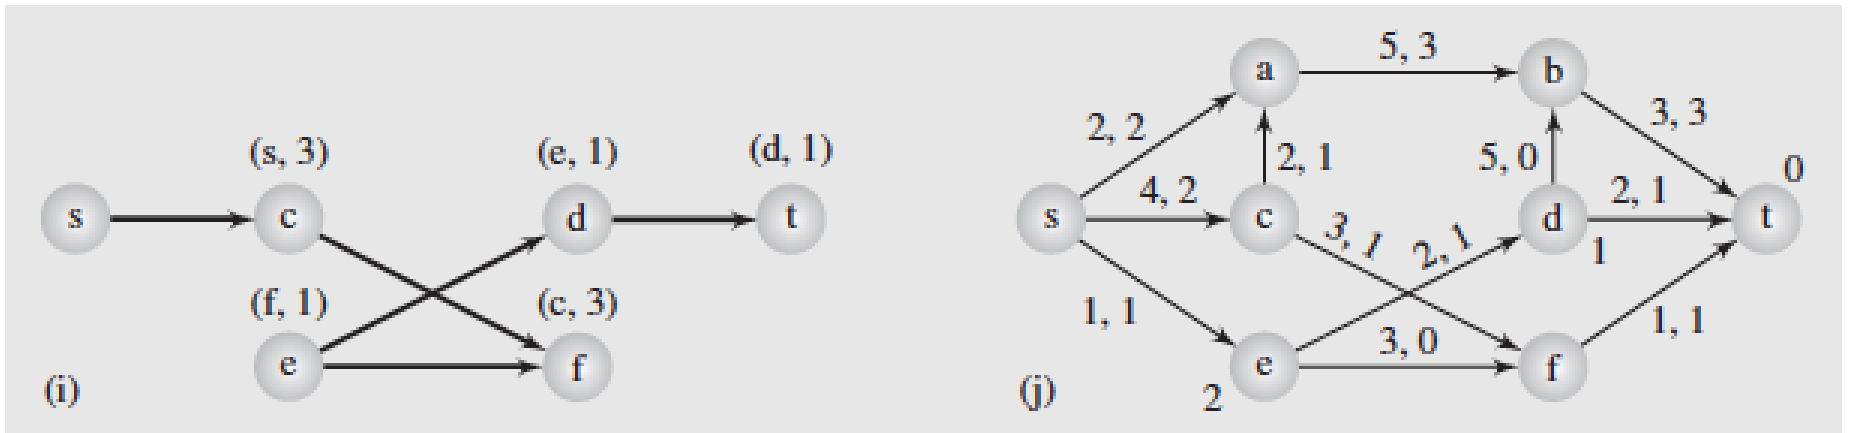 (s, 3)
(e, 1)
(d, 1)
s
c
d
t
(f, 1)
(c, 3)
e
f
(i)
5, 3
a
b
2, 2
3, 3
2, 1
5, 0
0
4, 2
2, 1
s
c
d
t
3, 1
2, 1
1
1, 1
1, 1
3, 0
e
f
2
(j)